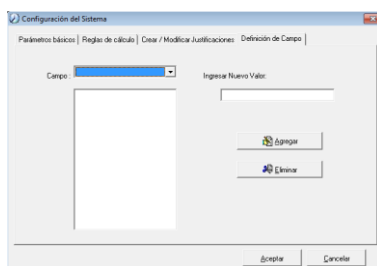 Configuración del Sistema
Parámetros básicos | Reglas de cálculo | Crear / Modificar Justificaciones | Definición de Campo
Campo :
Ingresar Nuevo Valor:
Agregar
Eliminar
Aceptar
Cancelar